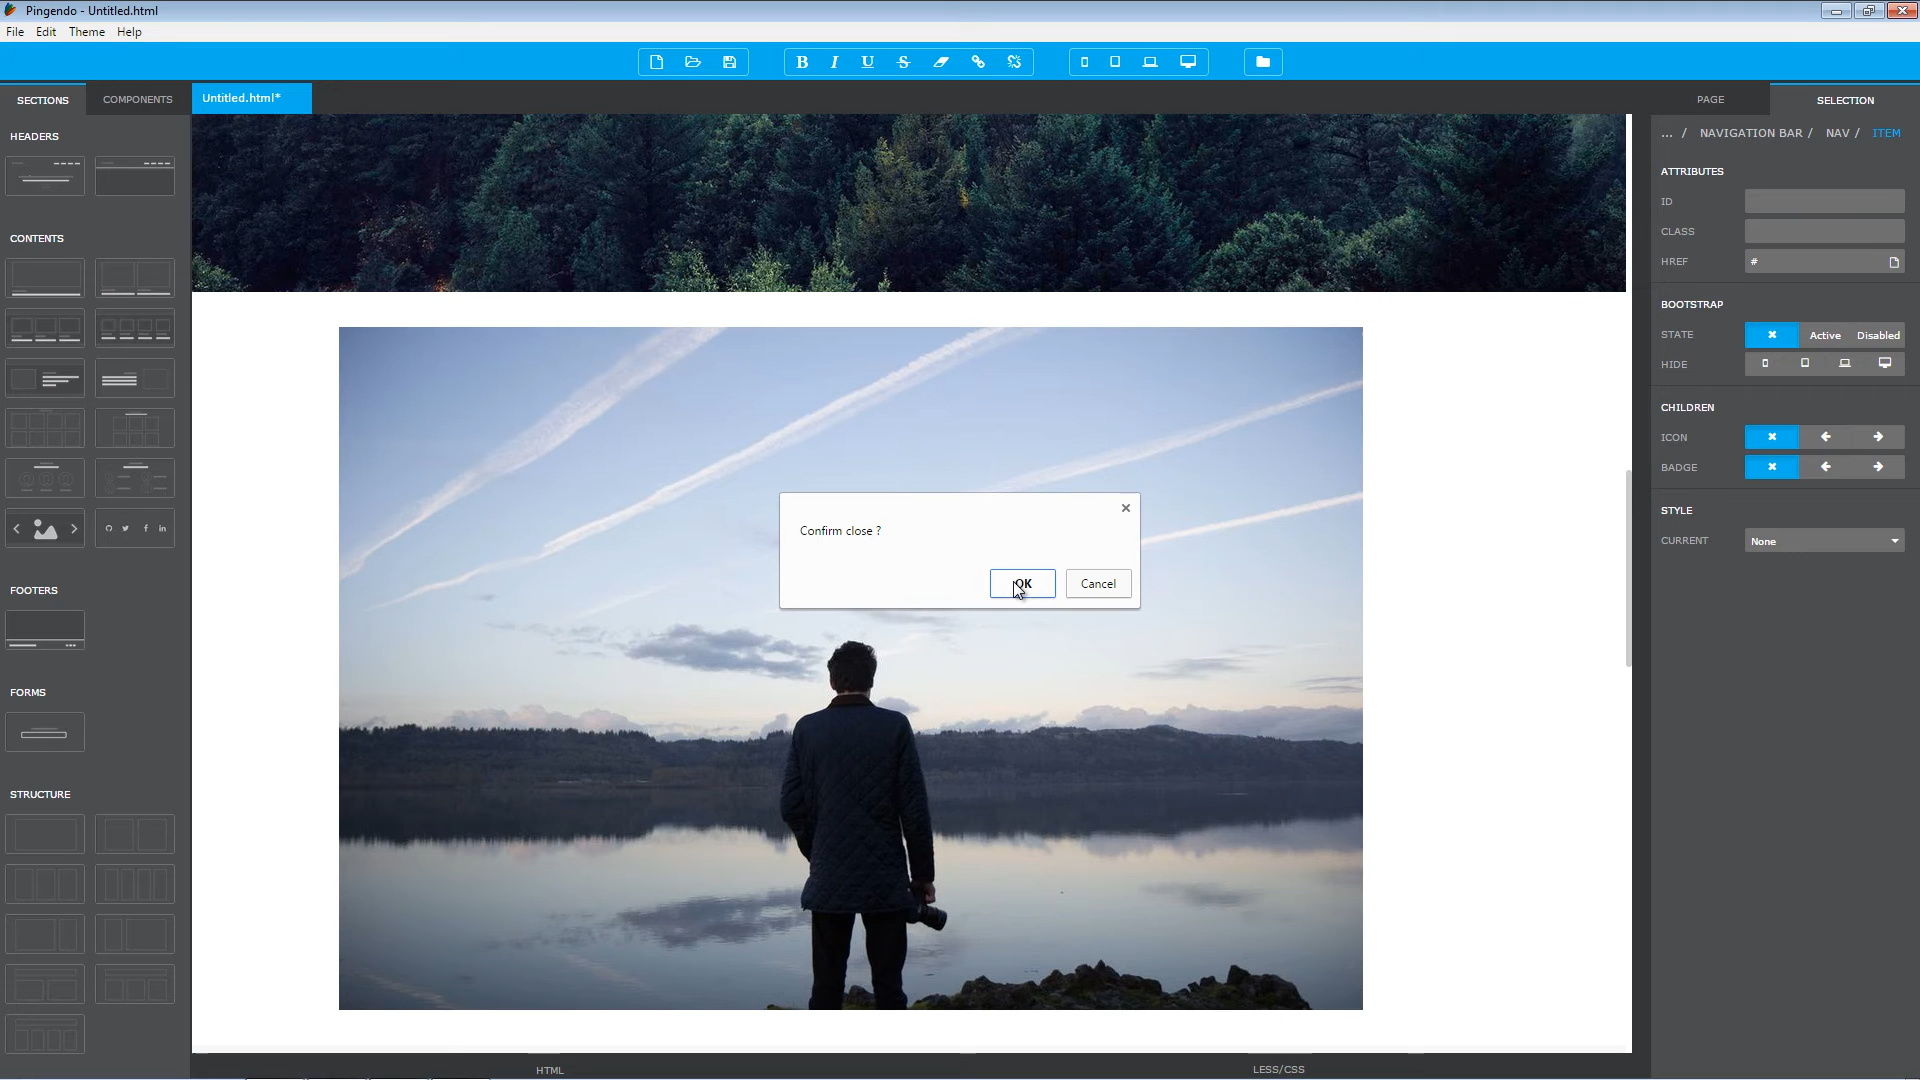 Pingendo - Untitled.html
File Edit Theme Help
B I U S
SECTIONS COMPONENTS Untitled.html* PAGE SELECTION
HEADERS
CONTENTS
FOOTERS
FORMS
STRUCTURE
Confirm close ?
OK Cancel
... / NAVIGATION BAR / NAV / ITEM
ATTRIBUTES
ID
CLASS
HREF #
BOOTSTRAP
STATE Active Disabled
HIDE
CHILDREN
ICON
BADGE
STYLE
CURRENT None
HTML LESS/CSS